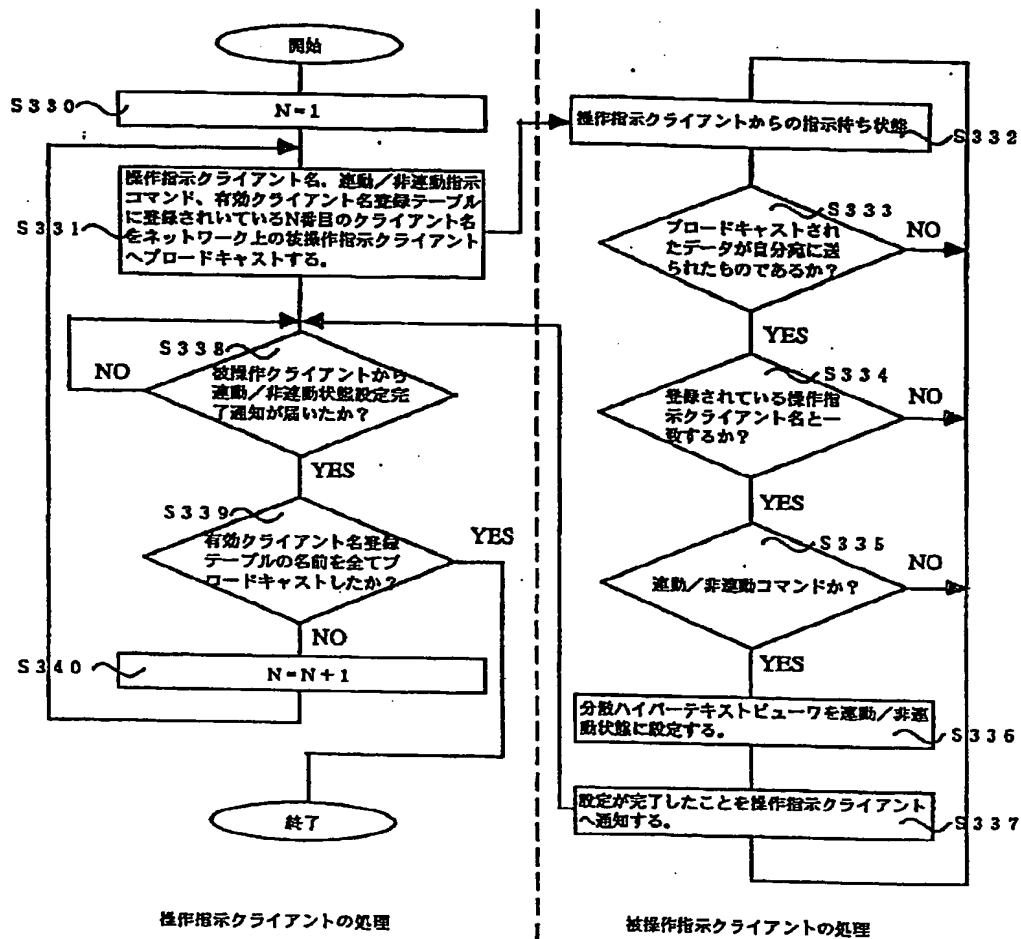 開始
S330
N=1
操作指示クライアント名、連動/非連動指示
コマンド、有効クライアント名登録テーブル
に登録されいているN番目のクライアント名
をネットワーク上の被操作指示クライアント
へブロードキャストする。
S331
S338
被操作クライアントから
連動/非連動状態設定完
了通知が届いたか?
NO
YES
S339
有効クライアント名登録
テーブルの名前を全てブ
ロードキャストしたか?
YES
NO
S340
N=N+1
終了
操作指示クライアントの処理
操作指示クライアントからの指示待ち状態
S332
S333
ブロードキャストされ
たデータが自分宛に送
られたものであるか?
NO
YES
S334
登録されている操作指
示クライアント名と一
致するか?
NO
YES
S335
連動/非連動コマンドか?
NO
YES
分散ハイパーテキストビューワを連動/非連
動状態に設定する。
S336
設定が完了したことを操作指示クライアント
へ通知する。
S337
被操作指示クライアントの処理